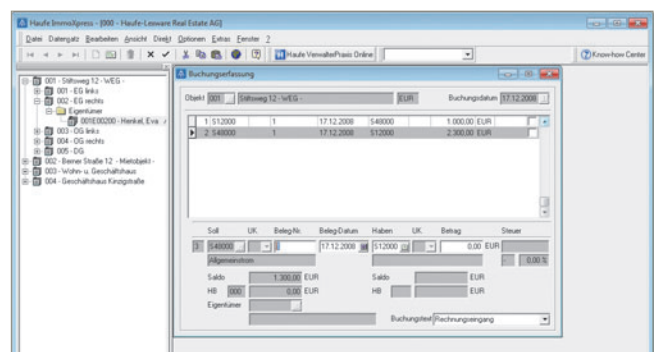 Haufe ImmoXpress - [000 - Haufe-Lexware Real Estate AG]
Datei Datengatz Bearbeiten Ansicht Direkt Optionen Extras Fenster ?
Haufe VerwalterPraxis Online
Know-how Center
001 - Stiftsweg 12 - WEG -
001 - EG links
002 - EG rechts
Eigentümer
001E00200 - Henkel, Eva
003 - OG links
004 - OG rechts
005 - DG
002 - Berner Straße 12 - Mietobjekt -
003 - Wohn- u. Geschäftshaus
004 - Geschäftshaus Kinzigstraße
Buchungserfassung
Objekt 001 Stiftsweg 12 - WEG - EUR Buchungsdatum 17.12.2008
1 S12000 1 17.12.2008 S48000 1.000,00 EUR
2 S48000 1 17.12.2008 S12000 2.300,00 EUR
Soll UK Beleg-Nr. Beleg-Datum Haben UK Betrag Steuer
3 S48000 17.12.2008 S12000 0,00 EUR
Allgemeinstrom - 0,00 %
Saldo 1.300,00 EUR Saldo EUR
HB 000 0,00 EUR HB EUR
Eigentümer
Buchungstext Rechnungseingang